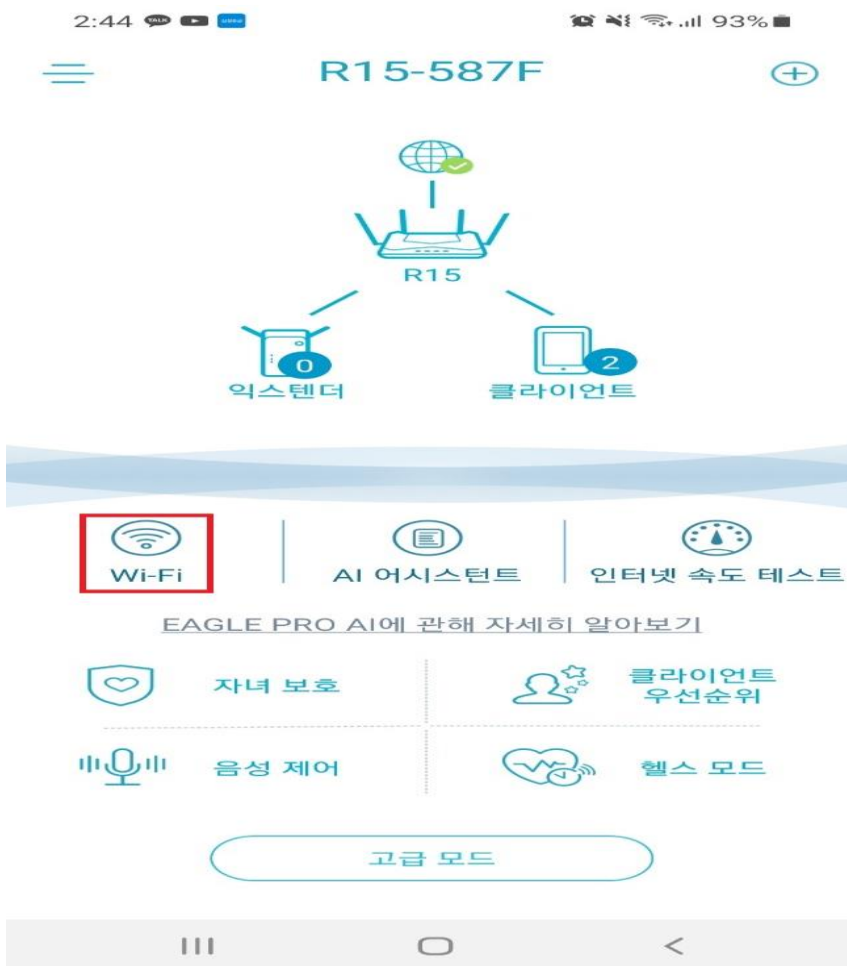 2:44 TALK 93%
R15-587F
R15
0
2
익스텐더 클라이언트
Wi-Fi AI 어시스턴트 인터넷 속도 테스트
EAGLE PRO AI에 관해 자세히 알아보기
자녀 보호 클라이언트
우선순위
음성 제어 헬스 모드
고급 모드